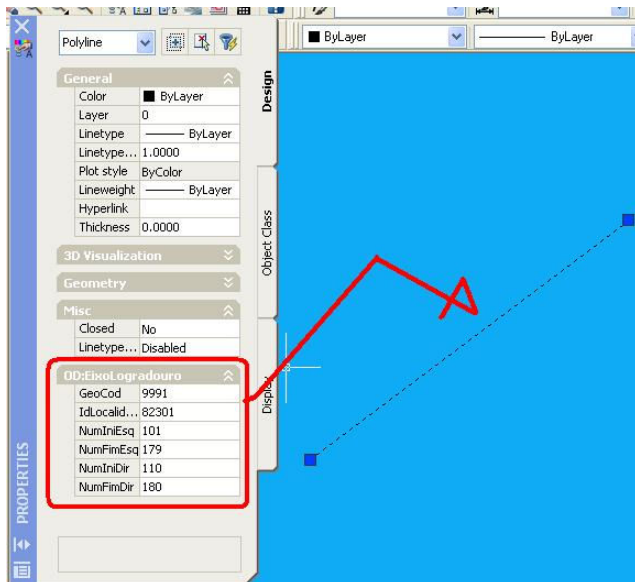 ByLayer
ByLayer
Polyline
General
Color ByLayer
Layer 0
Linetype ByLayer
Linetype... 1.0000
Plot style ByColor
Lineweight ByLayer
Hyperlink
Thickness 0.0000
3D Visualization
Geometry
Misc
Closed No
Linetype... Disabled
OD:EixoLogradouro
GeoCod 9991
IdLocalid... 82301
NumIniEsq 101
NumFimEsq 179
NumIniDir 110
NumFimDir 180
Design
Object Class
Display
PROPERTIES